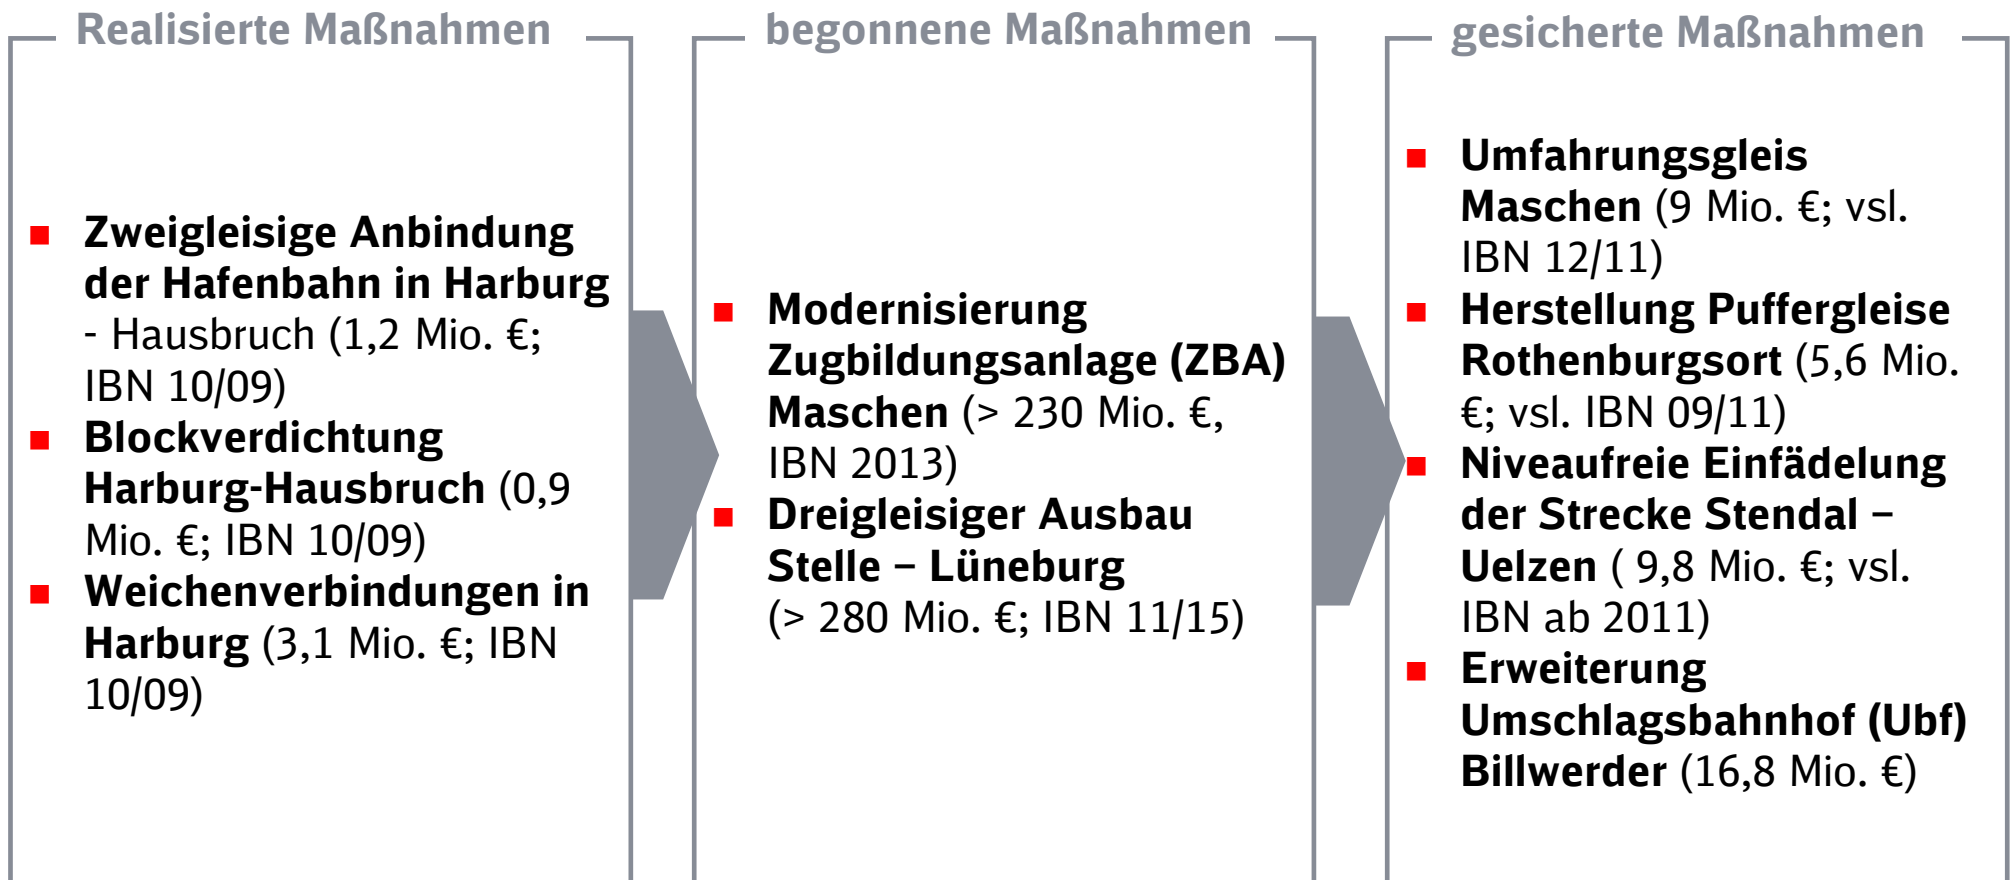 Realisierte Maßnahmen
Zweigleisige Anbindung
der Hafenbahn in Harburg
- Hausbruch (1,2 Mio. €;
IBN 10/09)
Blockverdichtung
Harburg-Hausbruch (0,9
Mio. €; IBN 10/09)
Weichenverbindungen in
Harburg (3,1 Mio. €; IBN
10/09)
begonnene Maßnahmen
Modernisierung
Zugbildungsanlage (ZBA)
Maschen (> 230 Mio. €,
IBN 2013)
Dreigleisiger Ausbau
Stelle – Lüneburg
(> 280 Mio. €; IBN 11/15)
gesicherte Maßnahmen
Umfahrungsgleis
Maschen (9 Mio. €; vsl.
IBN 12/11)
Herstellung Puffergleise
Rothenburgsort (5,6 Mio.
€; vsl. IBN 09/11)
Niveaufreie Einfädelung
der Strecke Stendal –
Uelzen ( 9,8 Mio. €; vsl.
IBN ab 2011)
Erweiterung
Umschlagsbahnhof (Ubf)
Billwerder (16,8 Mio. €)